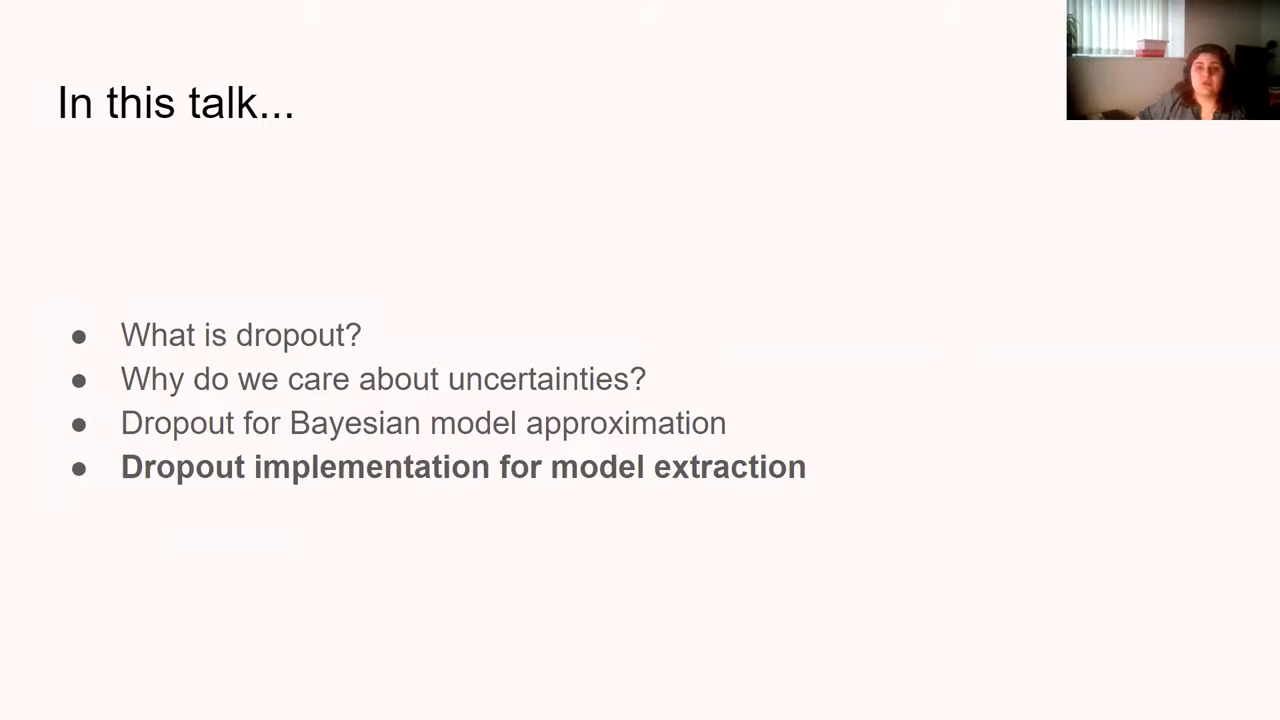 In this talk...
● What is dropout?
● Why do we care about uncertainties?
● Dropout for Bayesian model approximation
● Dropout implementation for model extraction